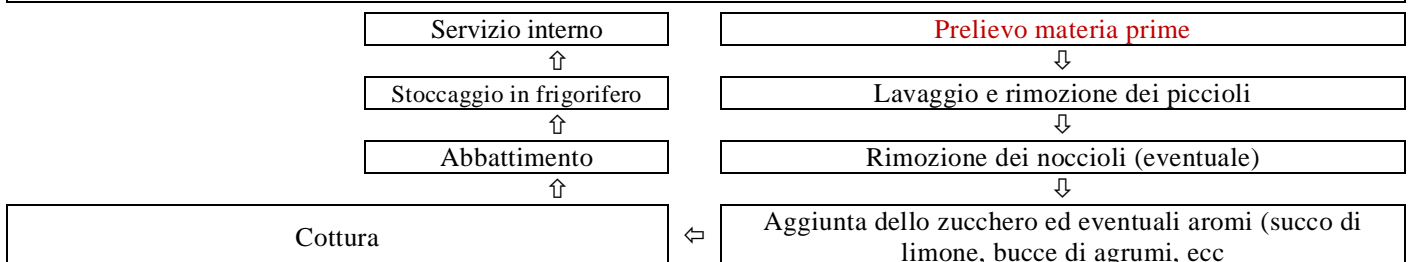 Servizio interno
Prelievo materia prime
⇧
⇩
Stoccaggio in frigorifero
Lavaggio e rimozione dei piccioli
⇧
⇩
Abbattimento
Rimozione dei noccioli (eventuale)
⇧
⇩
Cottura
⇦
Aggiunta dello zucchero ed eventuali aromi (succo di
limone, bucce di agrumi, ecc